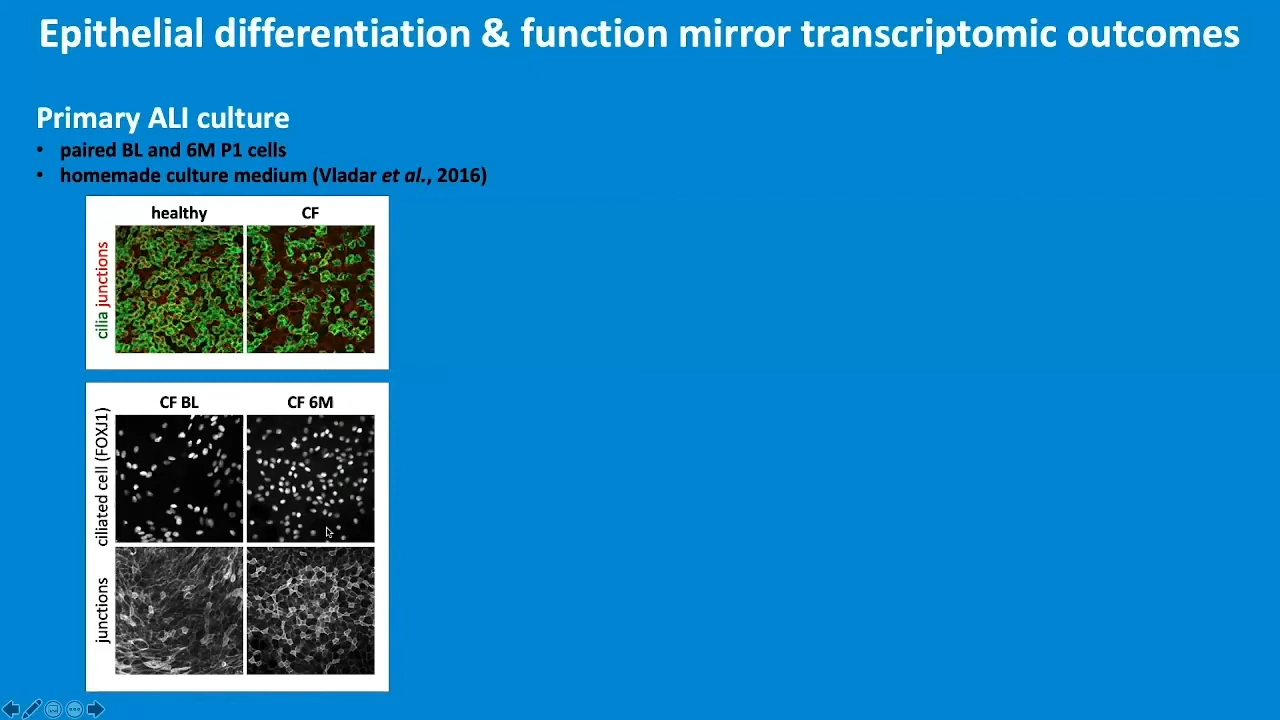 Epithelial differentiation & function mirror transcriptomic outcomes
Primary ALI culture
• paired BL and 6M P1 cells
• homemade culture medium (Vladar et al., 2016)
healthy CF
cilia junctions
CF BL CF 6M
ciliated cell (FOXJ1)
junctions